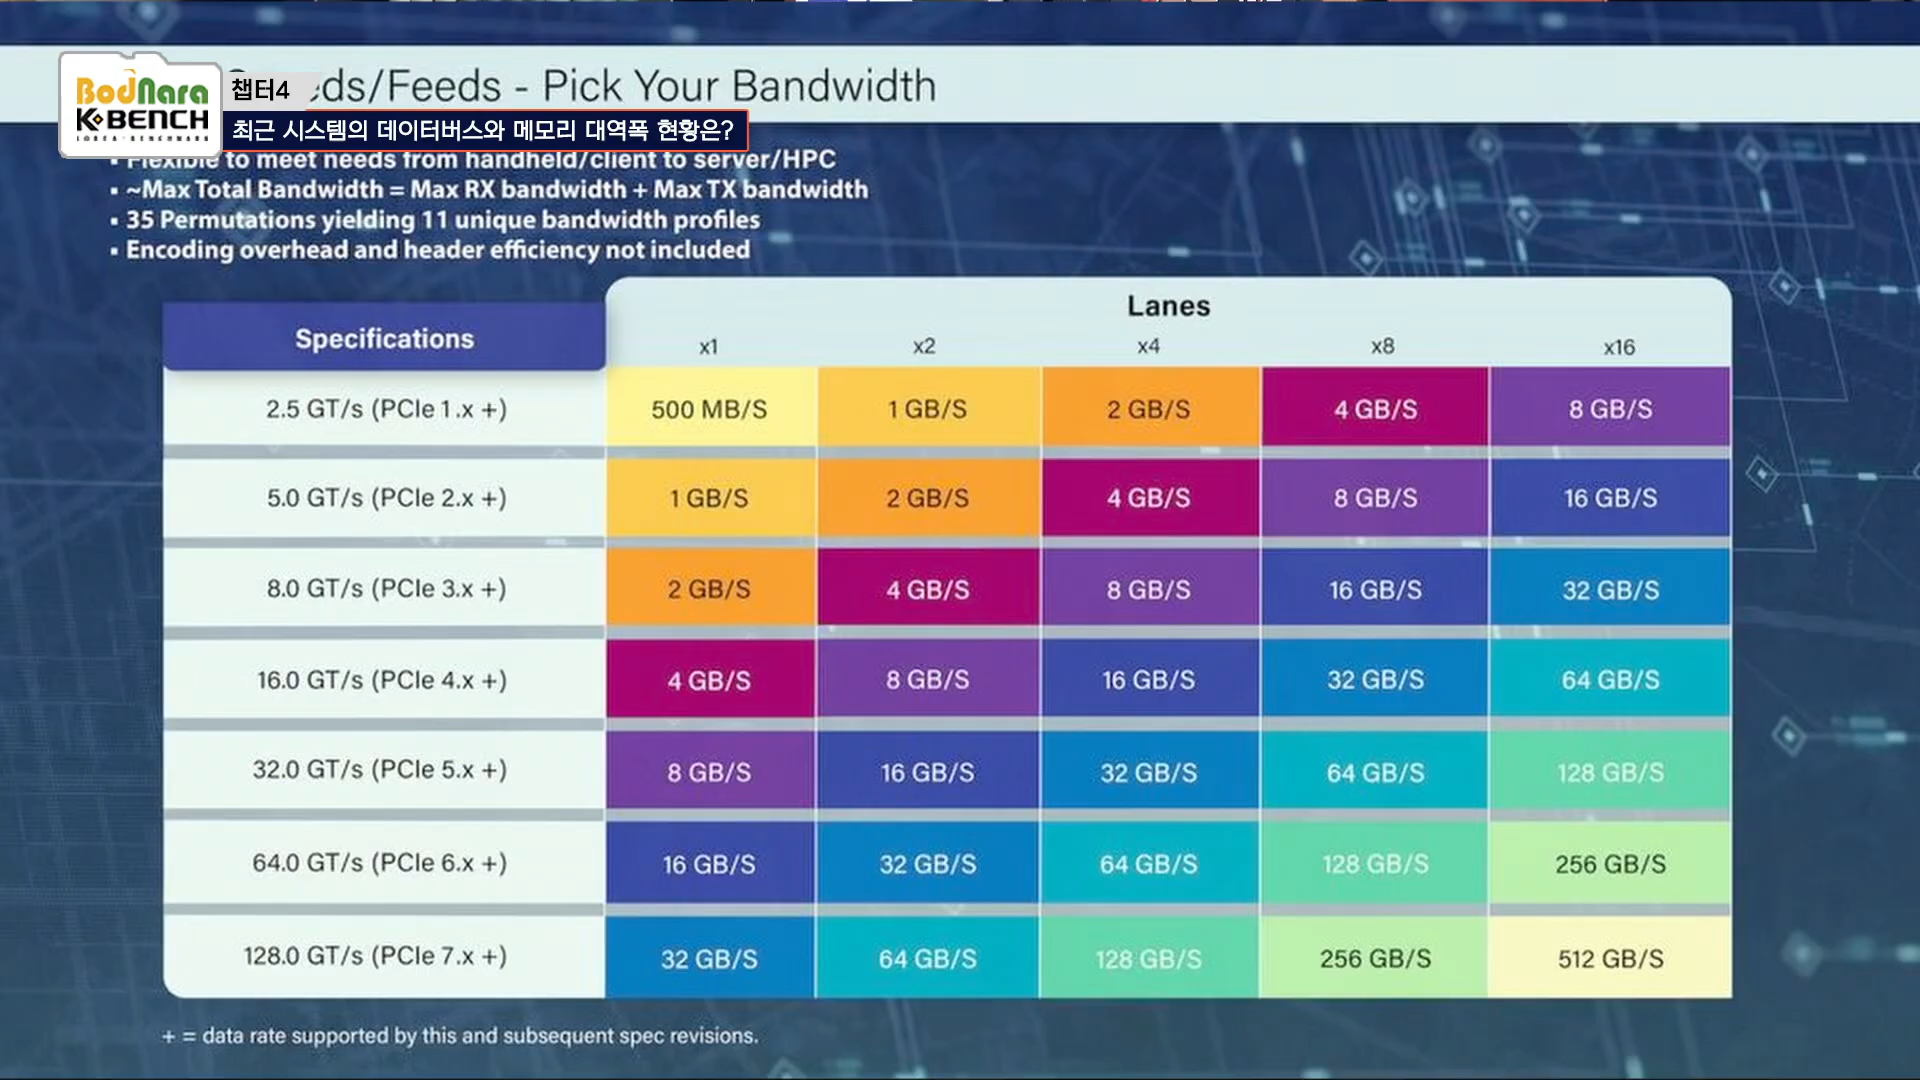 BodNara
K-BENCH
KOREA-BENCHMARK
챕터4
eds/Feeds - Pick Your Bandwidth
최근 시스템의 데이터버스와 메모리 대역폭 현황은?
▪ Flexible to meet needs from handheld/client to server/HPC
▪ ~Max Total Bandwidth = Max RX bandwidth + Max TX bandwidth
▪ 35 Permutations yielding 11 unique bandwidth profiles
▪ Encoding overhead and header efficiency not included
Specifications
Lanes
x1 x2 x4 x8 x16
2.5 GT/s (PCIe 1.x +) 500 MB/S 1 GB/S 2 GB/S 4 GB/S 8 GB/S
5.0 GT/s (PCIe 2.x +) 1 GB/S 2 GB/S 4 GB/S 8 GB/S 16 GB/S
8.0 GT/s (PCIe 3.x +) 2 GB/S 4 GB/S 8 GB/S 16 GB/S 32 GB/S
16.0 GT/s (PCIe 4.x +) 4 GB/S 8 GB/S 16 GB/S 32 GB/S 64 GB/S
32.0 GT/s (PCIe 5.x +) 8 GB/S 16 GB/S 32 GB/S 64 GB/S 128 GB/S
64.0 GT/s (PCIe 6.x +) 16 GB/S 32 GB/S 64 GB/S 128 GB/S 256 GB/S
128.0 GT/s (PCIe 7.x +) 32 GB/S 64 GB/S 128 GB/S 256 GB/S 512 GB/S
+ = data rate supported by this and subsequent spec revisions.